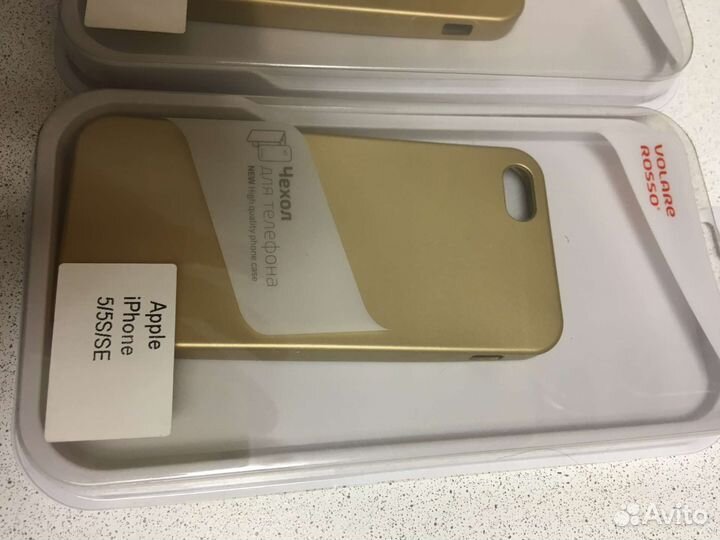 VOLARE
ROSSO
Чехол
для телефона
NEW High quality phone case
Apple
iPhone
5/5S/SE
Avito